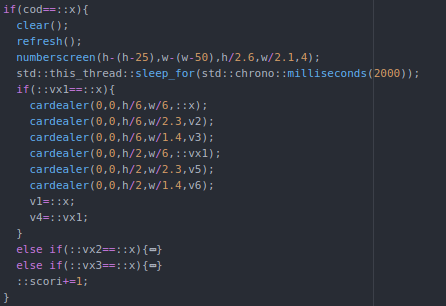 if(cod==::x){
clear();
refresh();
numberscreen(h-(h-25),w-(w-50),h/2.6,w/2.1,4);
std::this_thread::sleep_for(std::chrono::milliseconds(2000));
if(::vx1==::x){
cardealer(0,0,h/6,w/6,::x);
cardealer(0,0,h/6,w/2.3,v2);
cardealer(0,0,h/6,w/1.4,v3);
cardealer(0,0,h/2,w/6,::vx1);
cardealer(0,0,h/2,w/2.3,v5);
cardealer(0,0,h/2,w/1.4,v6);
v1=::x;
v4=::vx1;
}
else if(::vx2==::x){⇔}
else if(::vx3==::x){⇔}
::scori+=1;
}